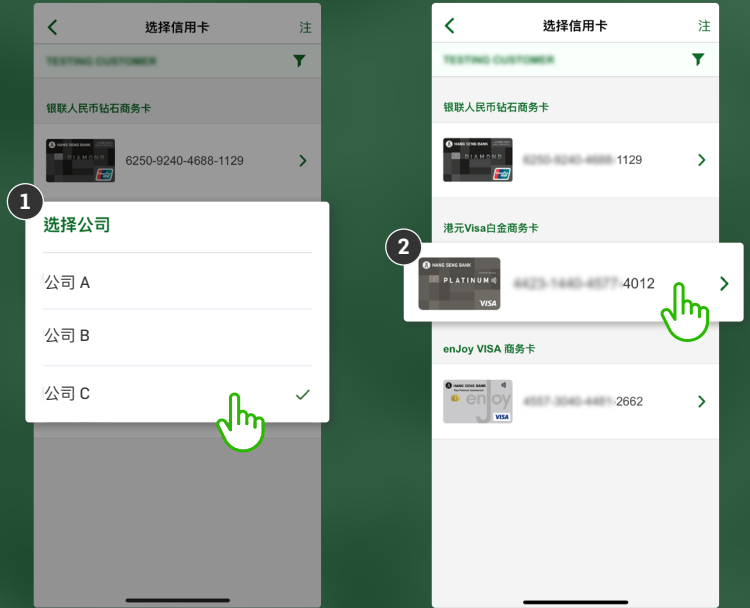 选择信用卡
注
TESTING CUSTOMER
银联人民币钻石商务卡
HANG SENG BANK
DIAMOND
6250-9240-4688-1129
1
选择公司
公司 A
公司 B
公司 C
选择信用卡
注
TESTING CUSTOMER
银联人民币钻石商务卡
HANG SENG BANK
DIAMOND
1129
港元Visa白金商务卡
2
HANG SENG BANK
PLATINUM
VISA
4012
enJoy VISA 商务卡
HANG SENG BANK
enjoy
VISA
-2662